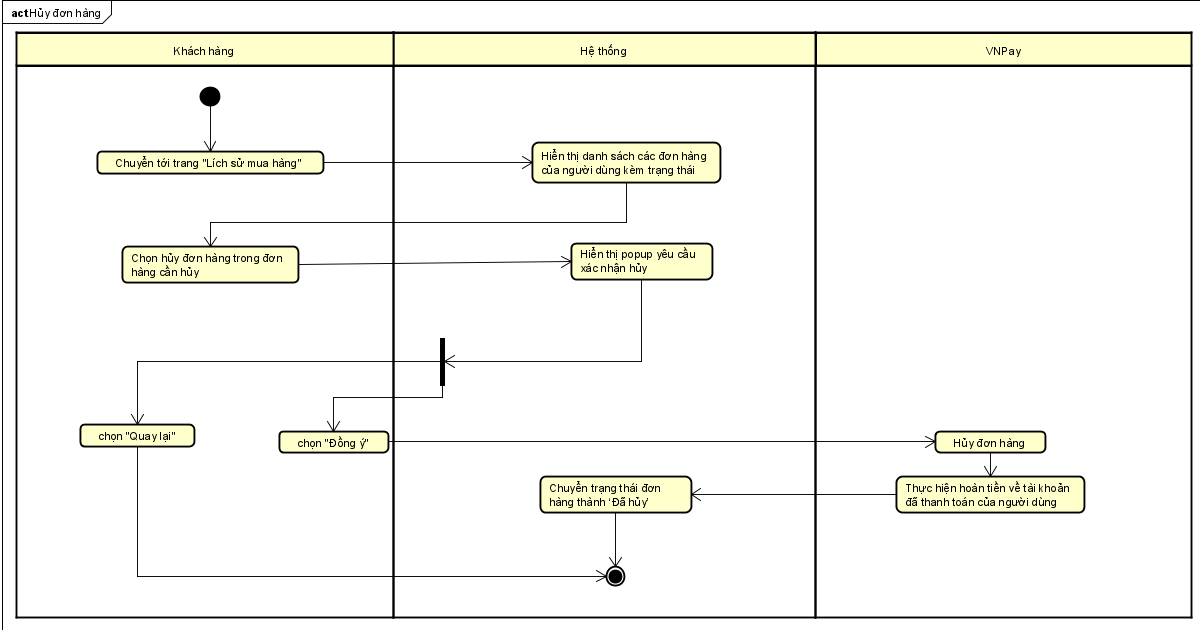 act Hủy đơn hàng
Khách hàng
Hệ thống
VNPay
Chuyển tới trang "Lích sử mua hàng"
Hiển thị danh sách các đơn hàng
của người dùng kèm trạng thái
Chọn hủy đơn hàng trong đơn
hàng cần hủy
Hiển thị popup yêu cầu
xác nhận hủy
chọn "Quay lại"
chọn "Đồng ý"
Hủy đơn hàng
Chuyển trạng thái đơn
hàng thành 'Đã hủy'
Thực hiện hoàn tiền về tài khoản
đã thanh toán của người dùng